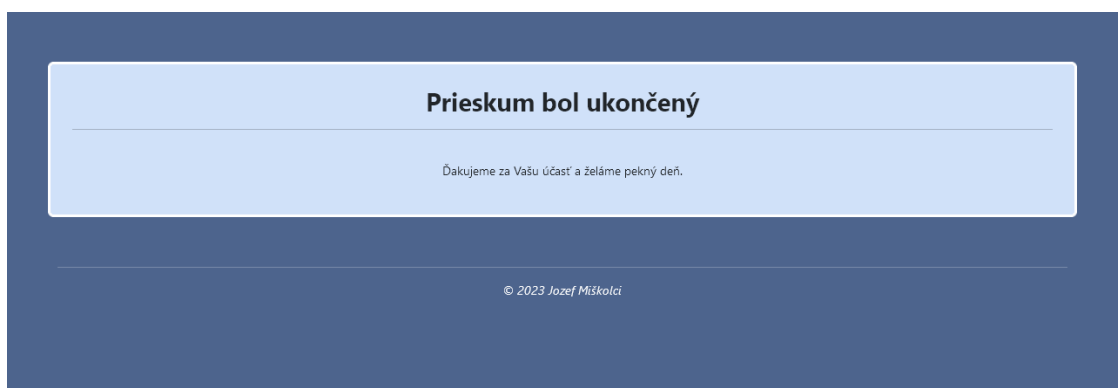 Prieskum bol ukončený
Ďakujeme za Vašu účasť a želáme pekný deň.
© 2023 Jozef Miškolci